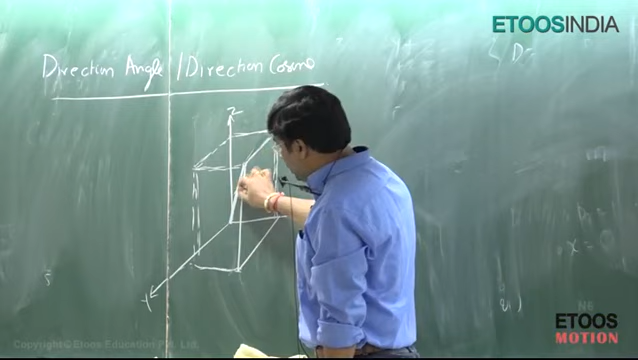 ETOOSINDIA
Direction Angle / Direction Cosine
Z
Y
ETOOS
MOTION
Copyright© Etoos Education Pvt. Ltd.